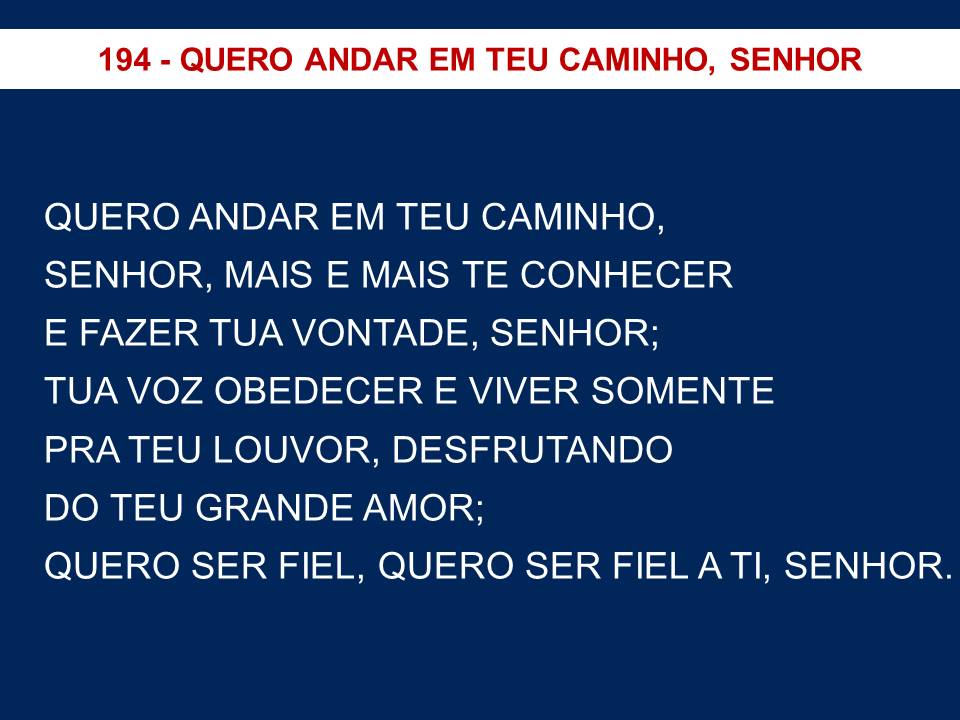 194 - QUERO ANDAR EM TEU CAMINHO, SENHOR
QUERO ANDAR EM TEU CAMINHO,
SENHOR, MAIS E MAIS TE CONHECER
E FAZER TUA VONTADE, SENHOR;
TUA VOZ OBEDECER E VIVER SOMENTE
PRA TEU LOUVOR, DESFRUTANDO
DO TEU GRANDE AMOR;
QUERO SER FIEL, QUERO SER FIEL A TI, SENHOR.